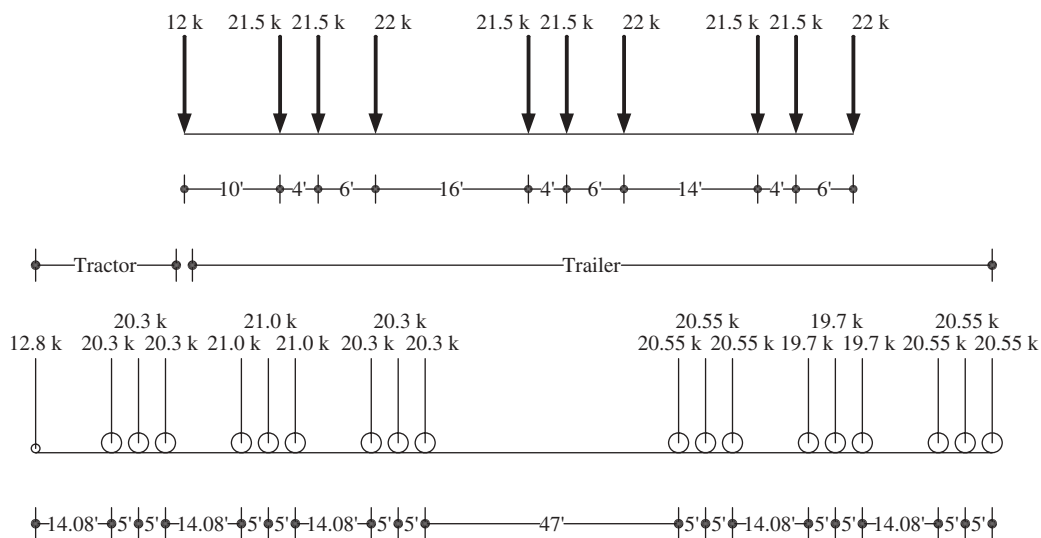 12 k 21.5 k 21.5 k 22 k 21.5 k 21.5 k 22 k 21.5 k 21.5 k 22 k
10' 4' 6' 16' 4' 6' 14' 4' 6'
Tractor Trailer
20.3 k 21.0 k 20.3 k 20.55 k 19.7 k 20.55 k
12.8 k 20.3 k 20.3 k 21.0 k 21.0 k 20.3 k 20.3 k 20.55 k 20.55 k 19.7 k 19.7 k 20.55 k 20.55 k
14.08' 5' 5' 14.08' 5' 5' 14.08' 5' 5' 47' 5' 5' 14.08' 5' 5' 14.08' 5' 5'